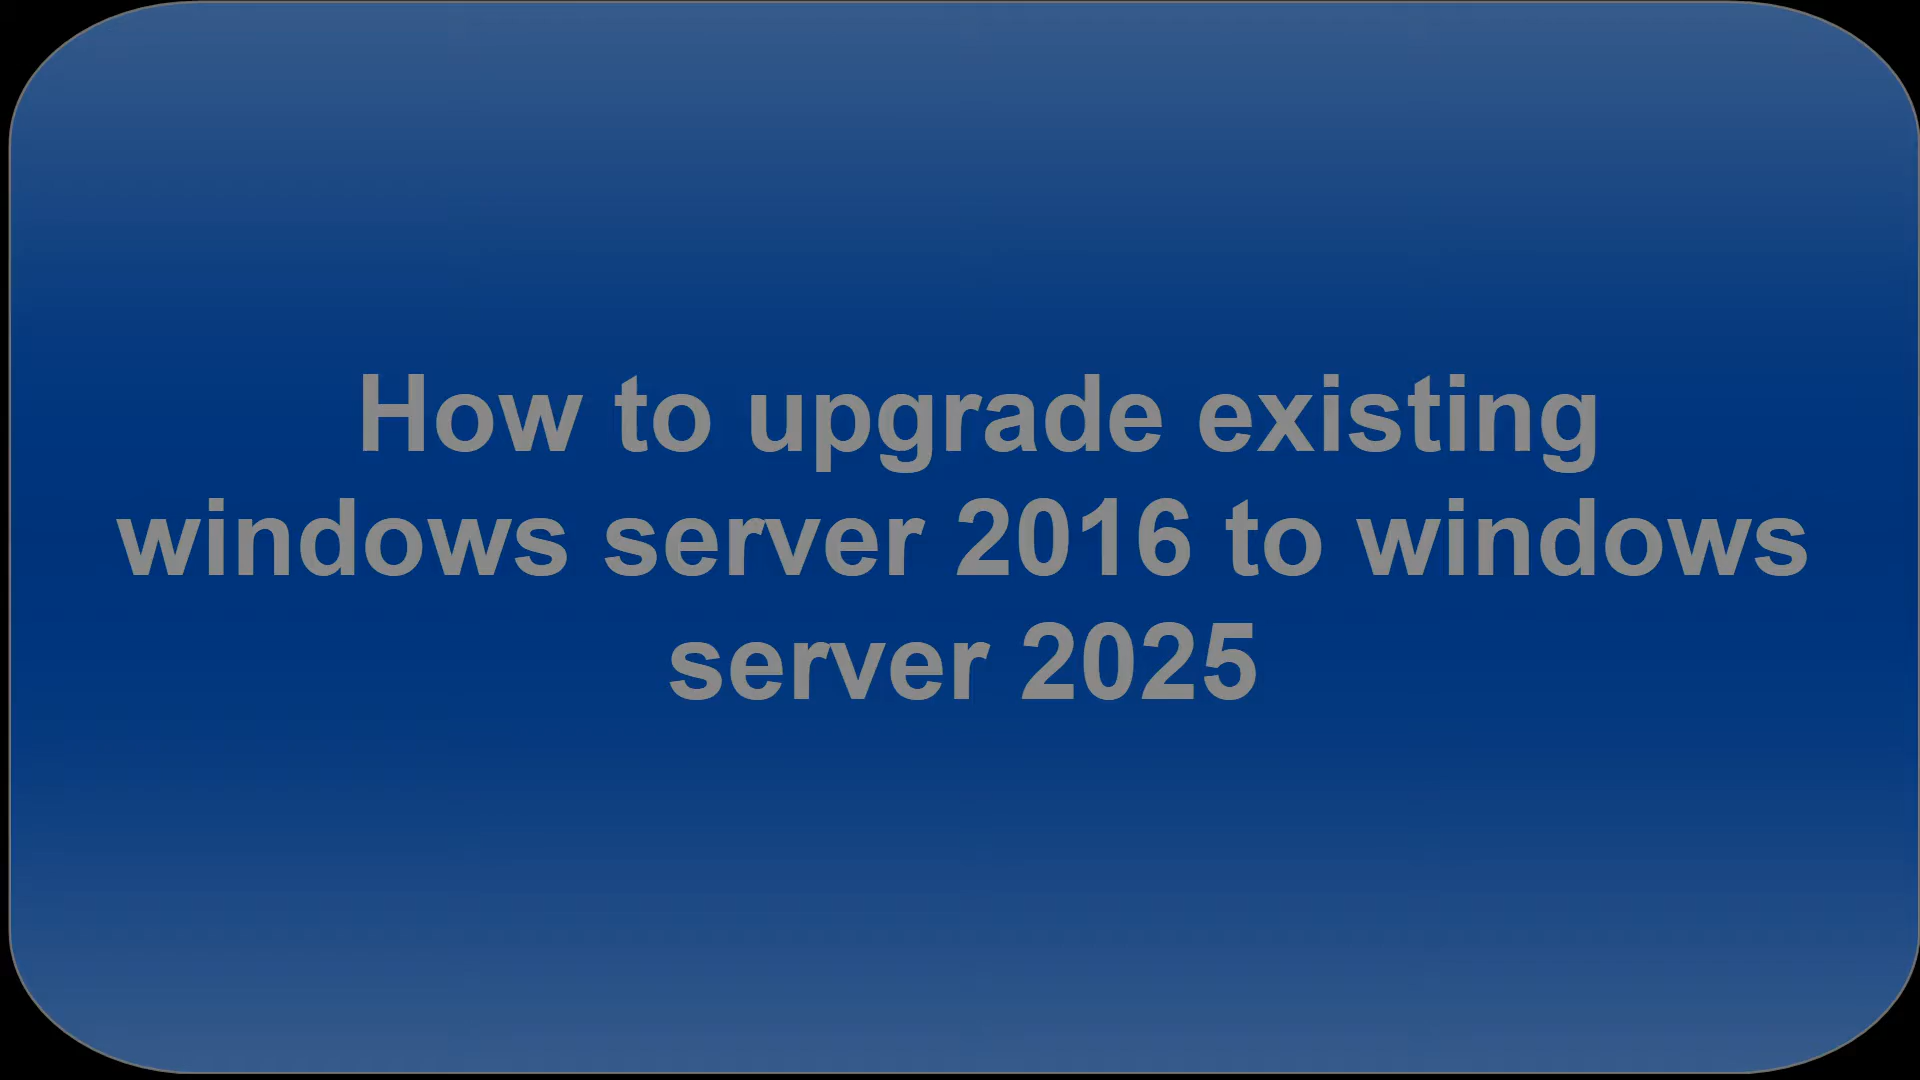 How to upgrade existing
windows server 2016 to windows
server 2025